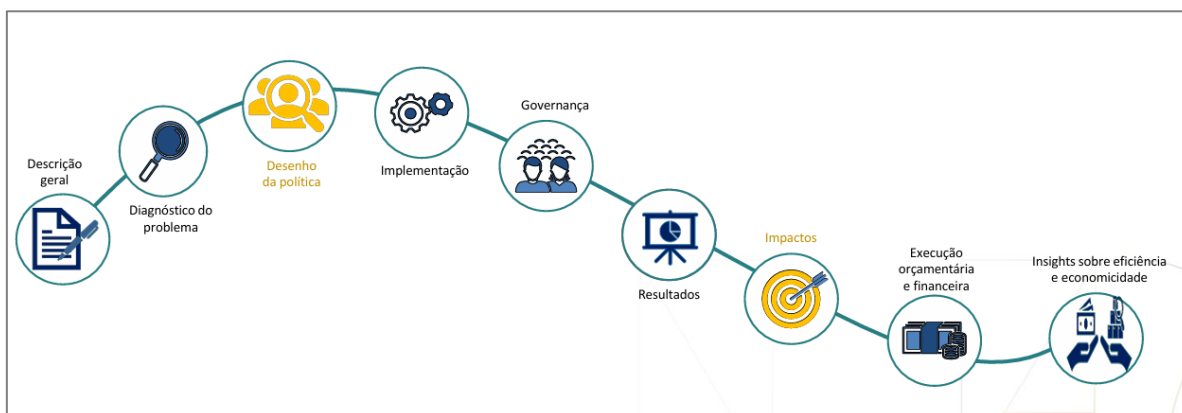 Descrição
geral
Diagnóstico do
problema
Desenho
da política
Implementação
Governança
Resultados
Impactos
Execução
orçamentária
e financeira
Insights sobre eficiência
e economicidade